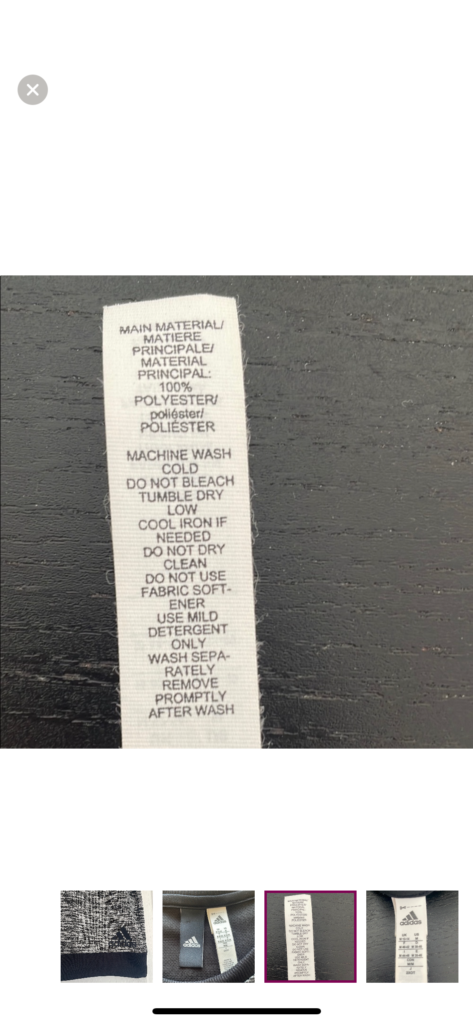 MAIN MATERIAL/
MATIERE
PRINCIPALE/
MATERIAL
PRINCIPAL:
100%
POLYESTER/
poliéster/
POLIÉSTER
MACHINE WASH
COLD
DO NOT BLEACH
TUMBLE DRY
LOW
COOL IRON IF
NEEDED
DO NOT DRY
CLEAN
DO NOT USE
FABRIC SOFT-
ENER
USE MILD
DETERGENT
ONLY
WASH SEPA-
RATELY
REMOVE
PROMPTLY
AFTER WASH
adidas